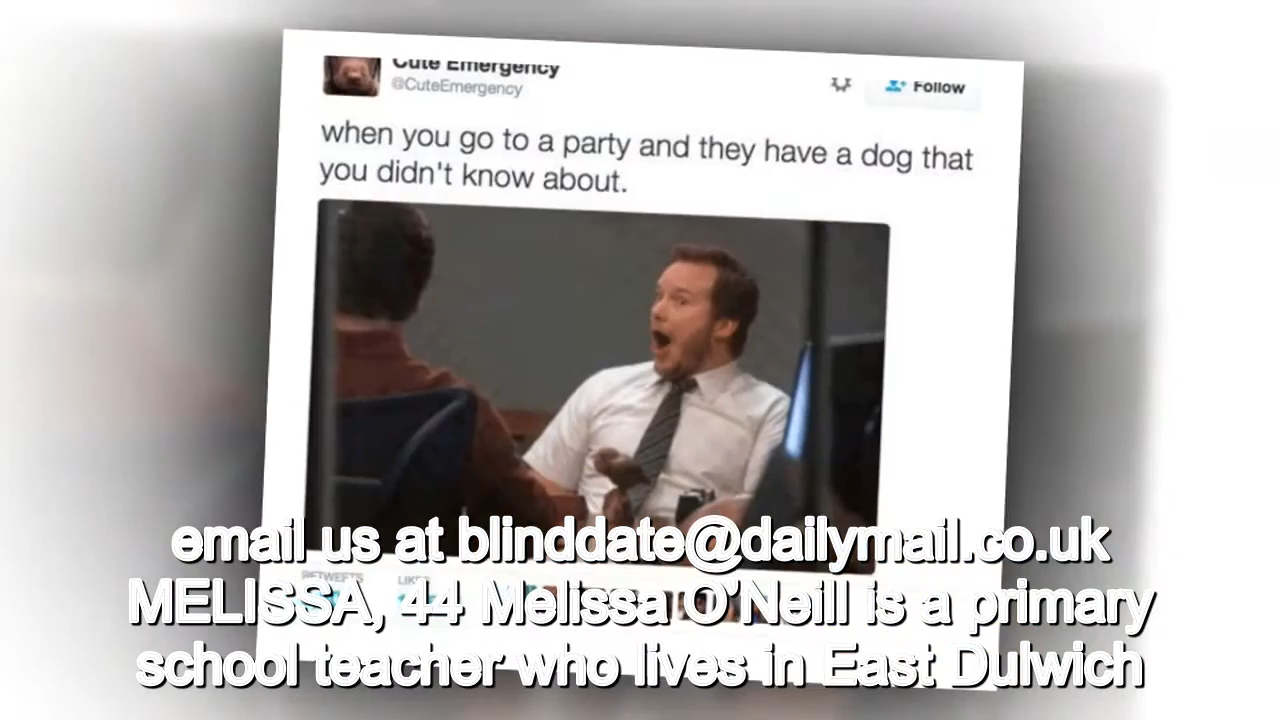 Cute Emergency
@CuteEmergency
Follow
when you go to a party and they have a dog that
you didn't know about.
RETWEETS
email us at blinddate@dailymail.co.uk
MELISSA, 44 Melissa O'Neill is a primary
school teacher who lives in East Dulwich